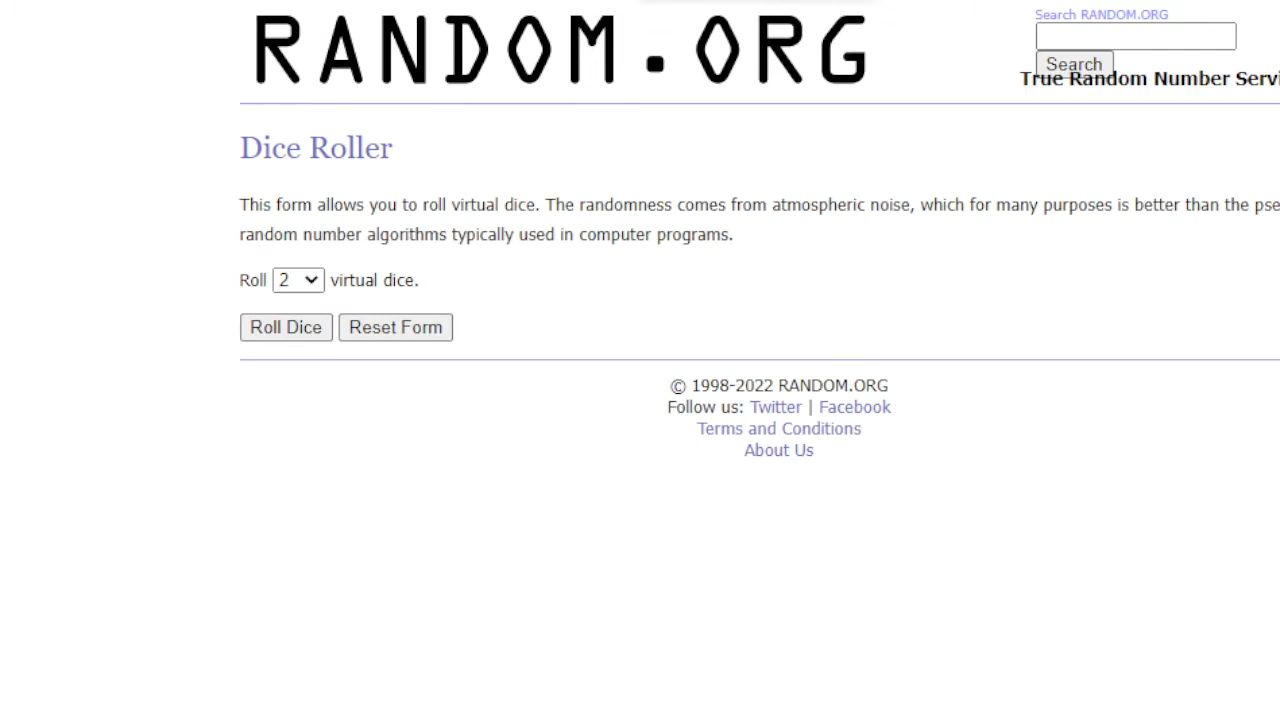 RANDOM.ORG
Search RANDOM.ORG
Search
True Random Number Servi
Dice Roller
This form allows you to roll virtual dice. The randomness comes from atmospheric noise, which for many purposes is better than the pse
random number algorithms typically used in computer programs.
Roll 2 virtual dice.
Roll Dice Reset Form
© 1998-2022 RANDOM.ORG
Follow us: Twitter | Facebook
Terms and Conditions
About Us